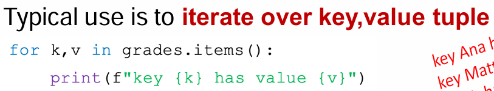 Typical use is to iterate over key,value tuple
for k,v in grades.items():
print(f"key {k} has value {v}")
key Ana
key Matt